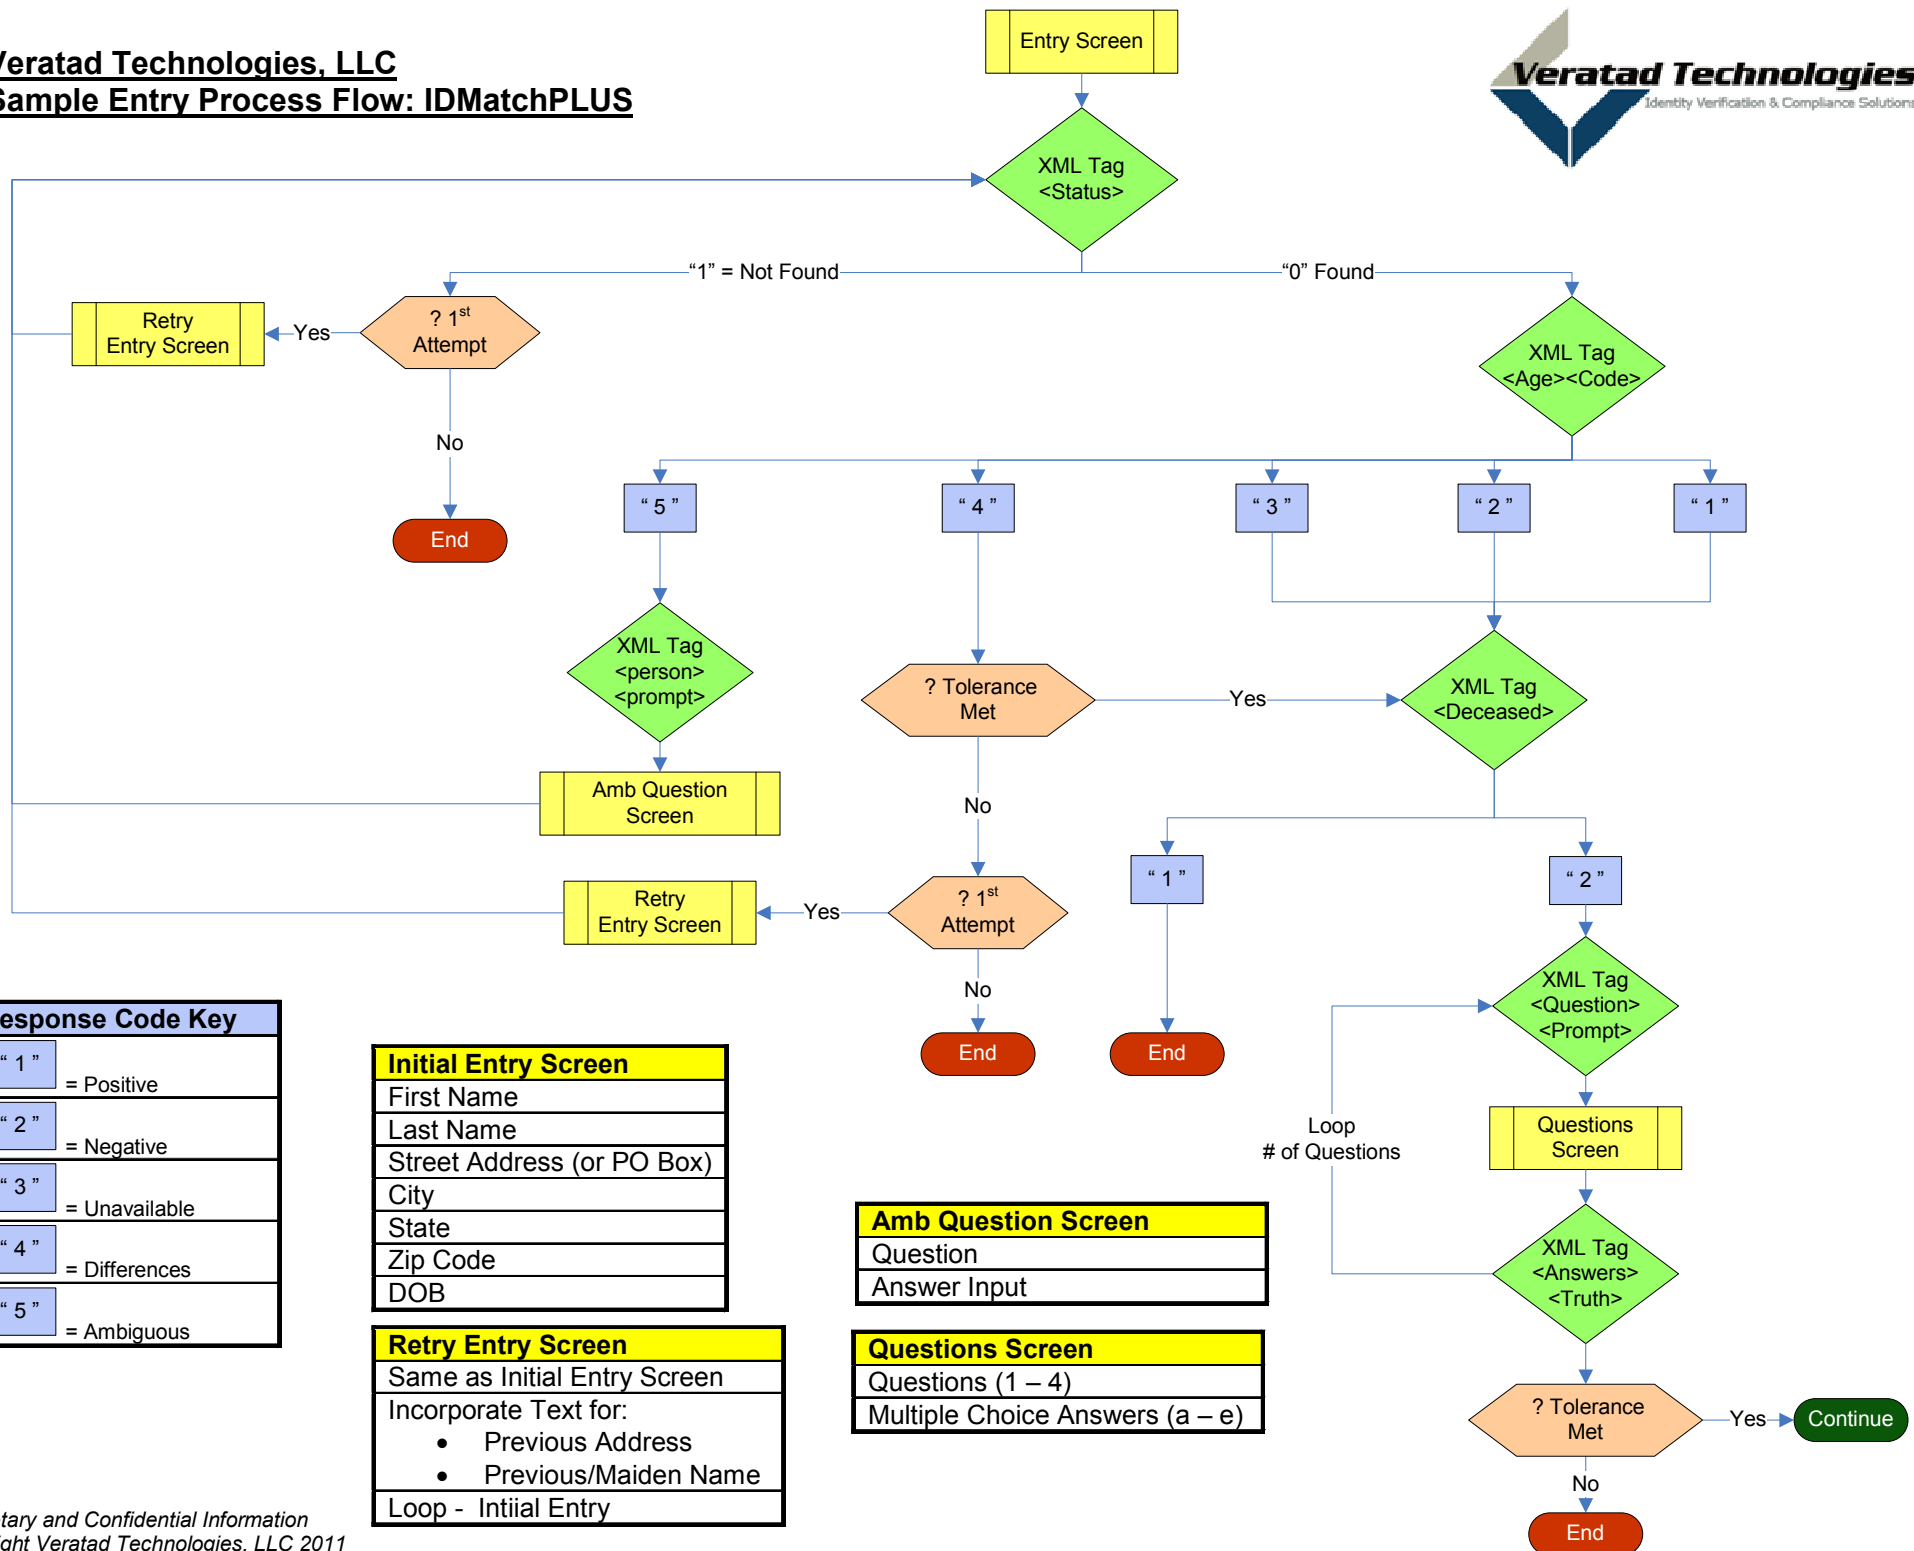 Veratad Technologies, LLC
Sample Entry Process Flow: IDMatchPLUS
Entry Screen
Veratad Technologies
Identity Verification & Compliance Solutions
XML Tag
<Status>
“1” = Not Found
“0” Found
Retry
Entry Screen
Yes
? 1st
Attempt
XML Tag
<Age><Code>
No
End
“ 5 ”
“ 4 ”
“ 3 ”
“ 2 ”
“ 1 ”
XML Tag
<person>
<prompt>
? Tolerance
Met
Yes
XML Tag
<Deceased>
Amb Question
Screen
No
“ 1 ”
“ 2 ”
Retry
Entry Screen
Yes
? 1st
Attempt
No
End
End
XML Tag
<Question>
<Prompt>
Loop
# of Questions
Questions
Screen
XML Tag
<Answers>
<Truth>
? Tolerance
Met
Yes
Continue
No
End
esponse Code Key
“ 1 ”
= Positive
“ 2 ”
= Negative
“ 3 ”
= Unavailable
“ 4 ”
= Differences
“ 5 ”
= Ambiguous
Initial Entry Screen
First Name
Last Name
Street Address (or PO Box)
City
State
Zip Code
DOB
Retry Entry Screen
Same as Initial Entry Screen
Incorporate Text for:
• Previous Address
• Previous/Maiden Name
Loop - Intiial Entry
Amb Question Screen
Question
Answer Input
Questions Screen
Questions (1 – 4)
Multiple Choice Answers (a – e)
tary and Confidential Information
ight Veratad Technologies, LLC 2011